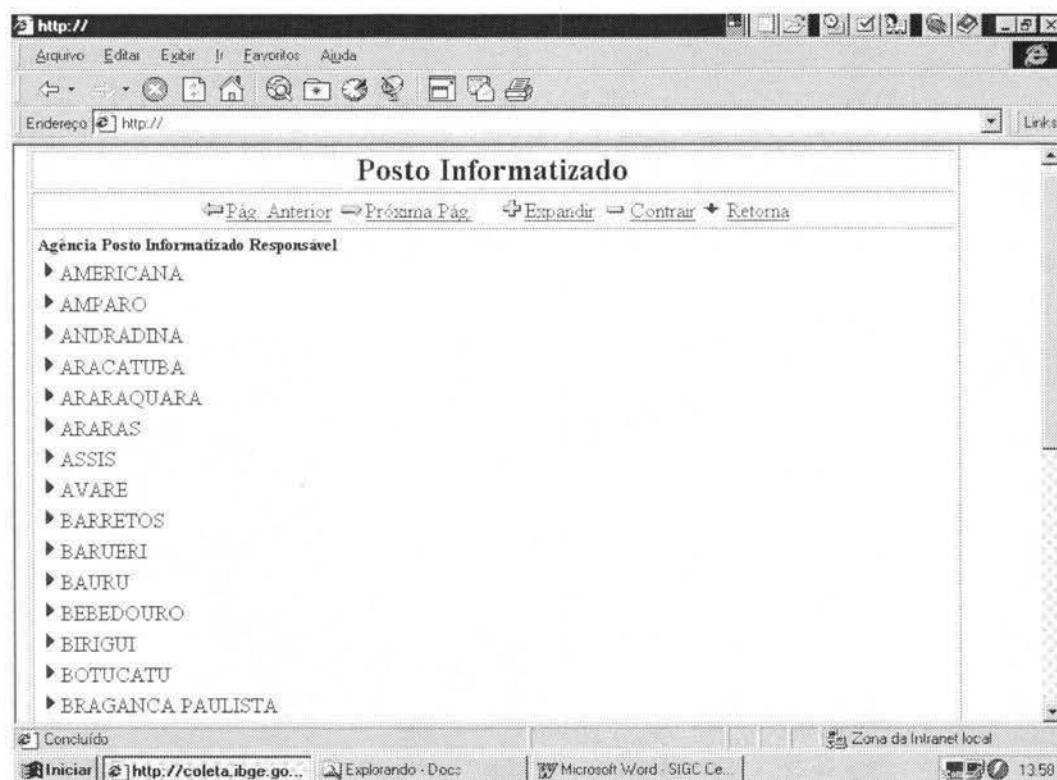 http://
Arquivo Editar Exibir Ir Favoritos Ajuda
Endereço http:// Links
Posto Informatizado
Pág. Anterior Próxima Pág. Expandir Contrair Retorna
Agência Posto Informatizado Responsável
AMERICANA
AMPARO
ANDRADINA
ARACATUBA
ARARAQUARA
ARARAS
ASSIS
AVARE
BARRETOS
BARUERI
BAURU
BEBEDOURO
BIRIGUI
BOTUCATU
BRAGANCA PAULISTA
Concluído Zona da Intranet local
Iniciar http://coleta.ibge.go... Explorando - Docs Microsoft Word - SIGC Ce... 13:59